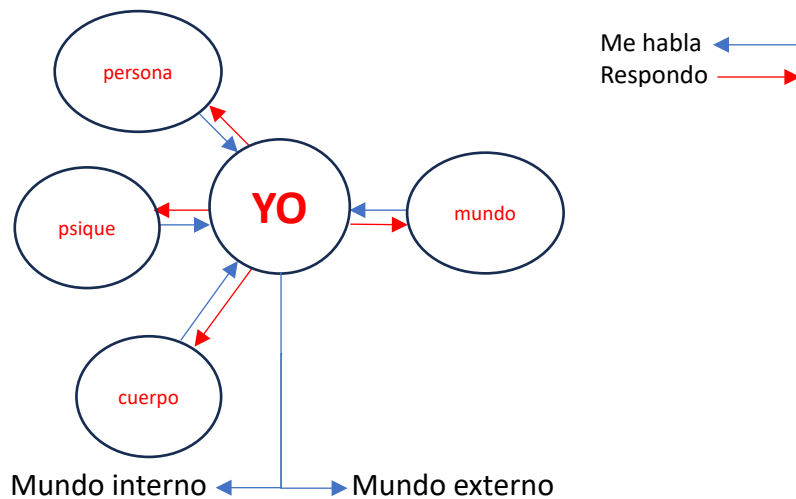 persona
Me habla
Respondo
YO
psique
mundo
cuerpo
Mundo interno
Mundo externo